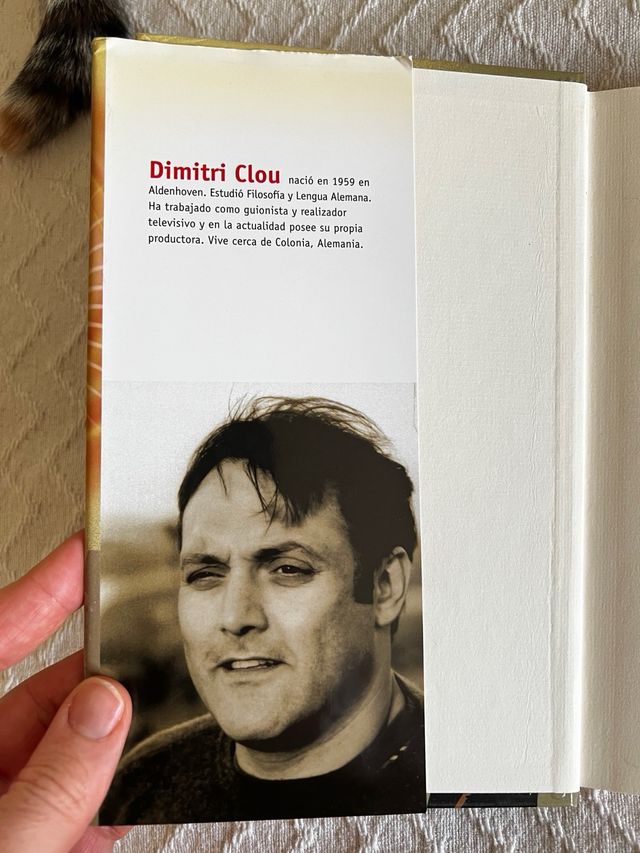 Dimitri Clou nació en 1959 en
Aldenhoven. Estudió Filosofía y Lengua Alemana.
Ha trabajado como guionista y realizador
televisivo y en la actualidad posee su propia
productora. Vive cerca de Colonia, Alemania.